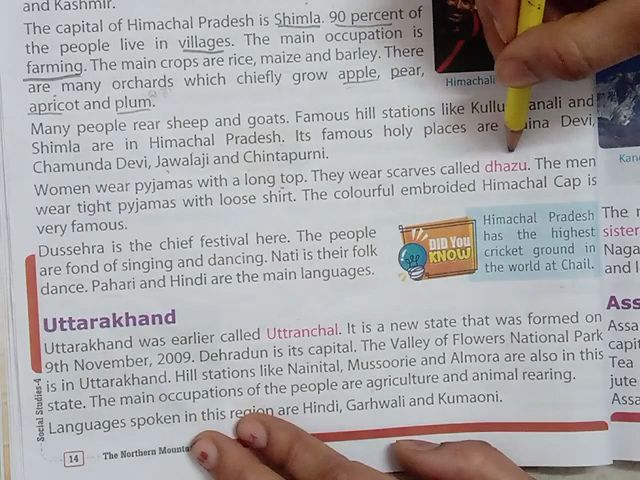 and Kashmir.
The capital of Himachal Pradesh is Shimla. 90 percent of
the people live in villages. The main occupation is
farming. The main crops are rice, maize and barley. There
are many orchards which chiefly grow apple, pear,
apricot and plum.
Himachali
Many people rear sheep and goats. Famous hill stations like Kullu, anali and
Shimla are in Himachal Pradesh. Its famous holy places are aina Devi,
Chamunda Devi, Jawalaji and Chintapurni.
Women wear pyjamas with a long top. They wear scarves called dhazu. The men
wear tight pyjamas with loose shirt. The colourful embroided Himachal Cap is
very famous.
Dussehra is the chief festival here. The people
are fond of singing and dancing. Nati is their folk
dance. Pahari and Hindi are the main languages.
DID YOU
KNOW
Himachal Pradesh
has the highest
cricket ground in
the world at Chail.
Uttarakhand
Uttarakhand was earlier called Uttranchal. It is a new state that was formed on
9th November, 2009. Dehradun is its capital. The Valley of Flowers National Park
is in Uttarakhand. Hill stations like Nainital, Mussoorie and Almora are also in this
state. The main occupations of the people are agriculture and animal rearing.
Languages spoken in this region are Hindi, Garhwali and Kumaoni.
Social Studies-4
14 The Northern Mounta
Kan
The
sister
Naga
and l
Ass
Assa
capit
Tea
jute
Assa